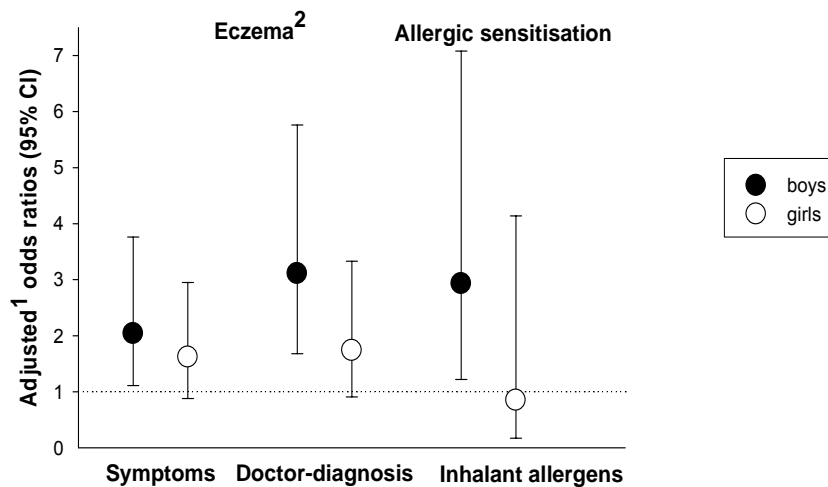 Eczema² Allergic sensitisation
Adjusted¹ odds ratios (95% CI)
7
6
5
4
3
2
1
0
Symptoms Doctor-diagnosis Inhalant allergens
boys
girls